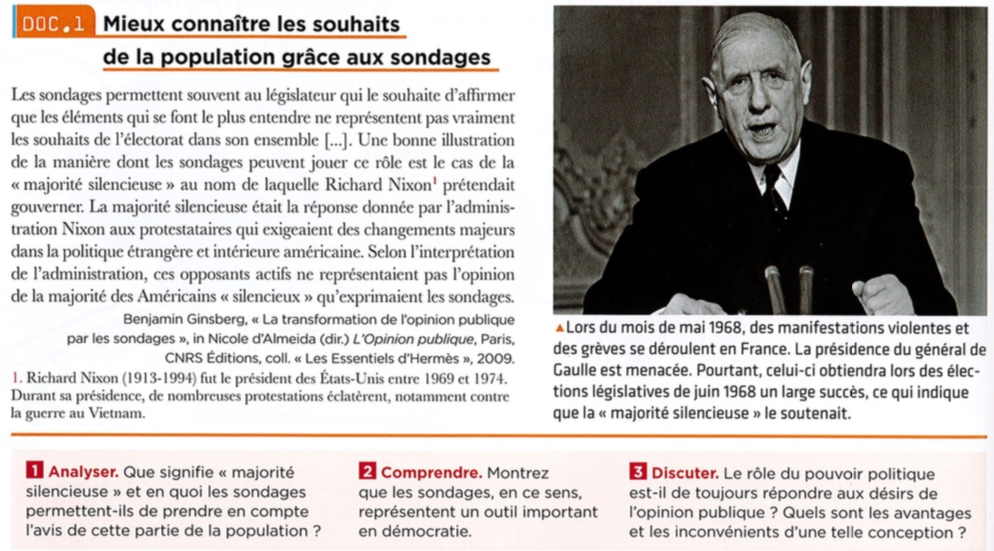 DOC.1 Mieux connaître les souhaits
de la population grâce aux sondages
Les sondages permettent souvent au législateur qui le souhaite d'affirmer
que les éléments qui se font le plus entendre ne représentent pas vraiment
les souhaits de l'électorat dans son ensemble [...]. Une bonne illustration
de la manière dont les sondages peuvent jouer ce rôle est le cas de la
« majorité silencieuse » au nom de laquelle Richard Nixon¹ prétendait
gouverner. La majorité silencieuse était la réponse donnée par l'adminis-
tration Nixon aux protestataires qui exigeaient des changements majeurs
dans la politique étrangère et intérieure américaine. Selon l'interprétation
de l'administration, ces opposants actifs ne représentaient pas l'opinion
de la majorité des Américains « silencieux » qu'exprimaient les sondages.
Benjamin Ginsberg, « La transformation de l'opinion publique
par les sondages », in Nicole d'Almeida (dir.) L'Opinion publique, Paris,
CNRS Éditions, coll. « Les Essentiels d'Hermès », 2009.
1. Richard Nixon (1913-1994) fut le président des États-Unis entre 1969 et 1974.
Durant sa présidence, de nombreuses protestations éclatèrent, notamment contre
la guerre au Vietnam.
▲Lors du mois de mai 1968, des manifestations violentes et
des grèves se déroulent en France. La présidence du général de
Gaulle est menacée. Pourtant, celui-ci obtiendra lors des élec-
tions législatives de juin 1968 un large succès, ce qui indique
que la « majorité silencieuse » le soutenait.
1 Analyser. Que signifie « majorité
silencieuse » et en quoi les sondages
permettent-ils de prendre en compte
l'avis de cette partie de la population ?
2 Comprendre. Montrez
que les sondages, en ce sens,
représentent un outil important
en démocratie.
3 Discuter. Le rôle du pouvoir politique
est-il de toujours répondre aux désirs de
l'opinion publique ? Quels sont les avantages
et les inconvénients d'une telle conception ?